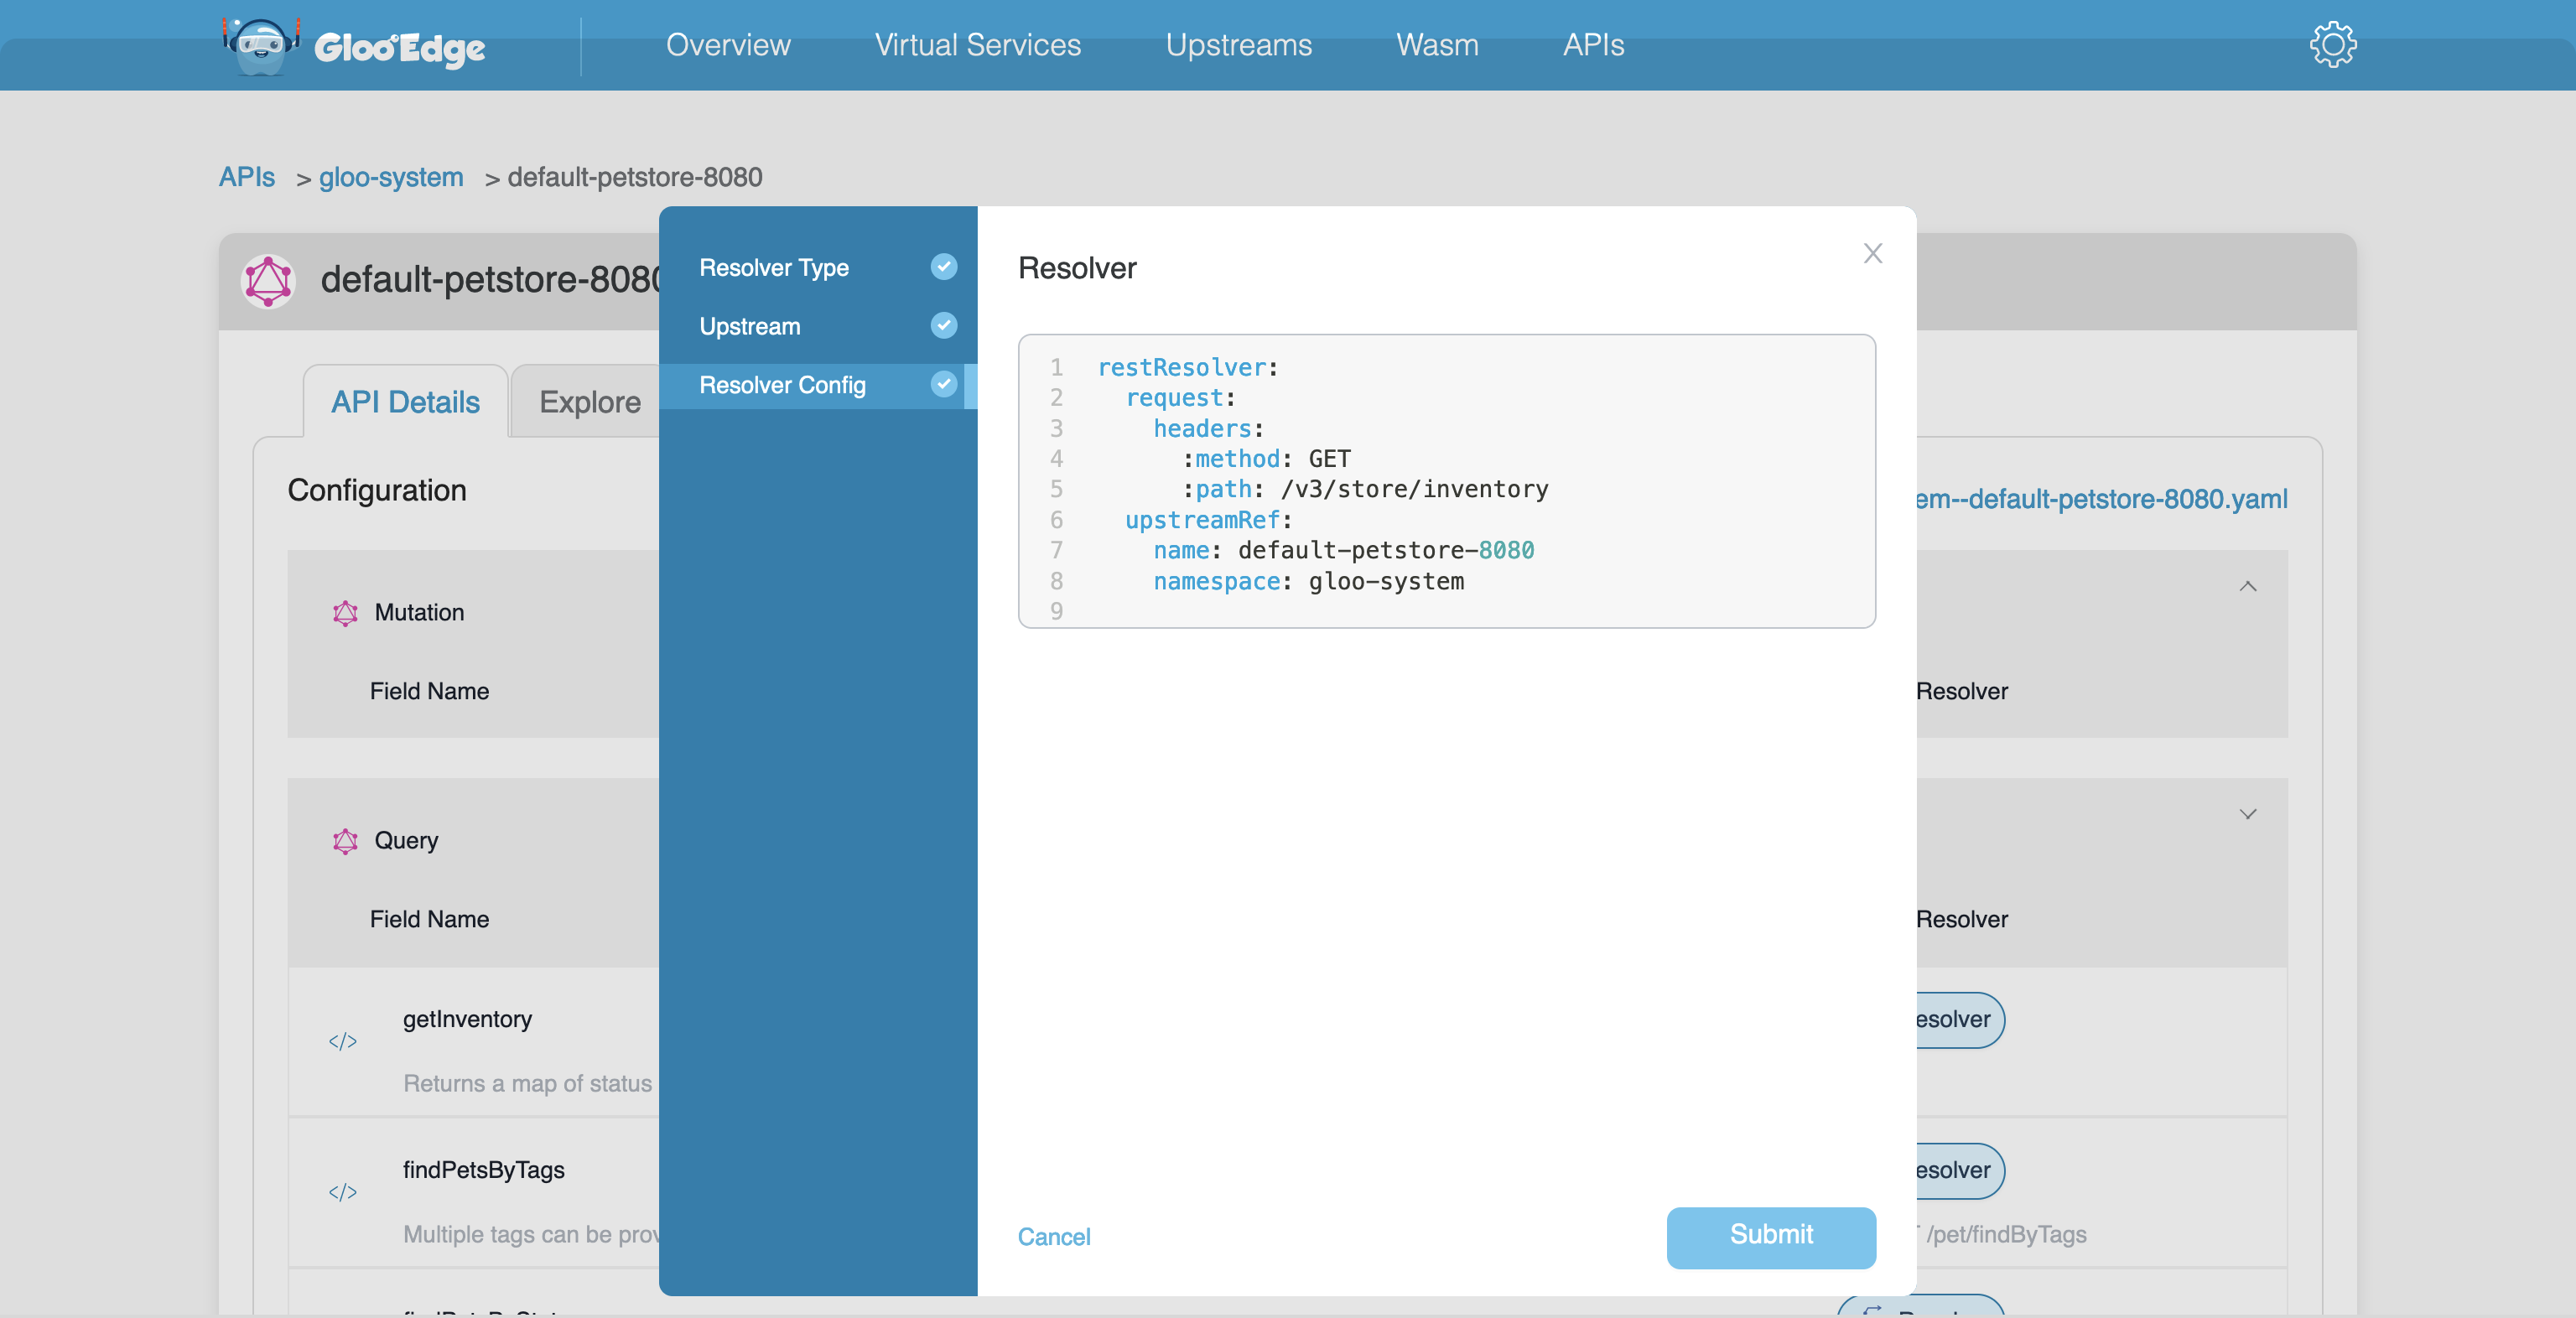 Gloo Edge
Overview
Virtual Services
Upstreams
Wasm
APIs
APIs > gloo-system > default-petstore-8080
default-petstore-8080
API Details
Explore
Configuration
em--default-petstore-8080.yaml
Mutation
Field Name
Resolver
Query
Field Name
Resolver
getInventory
esolver
Returns a map of status
findPetsByTags
esolver
Multiple tags can be prov
/pet/findByTags
Resolver Type
Upstream
Resolver Config
Resolver
1 restResolver:
2 request:
3 headers:
4 :method: GET
5 :path: /v3/store/inventory
6 upstreamRef:
7 name: default-petstore-8080
8 namespace: gloo-system
9
Cancel
Submit